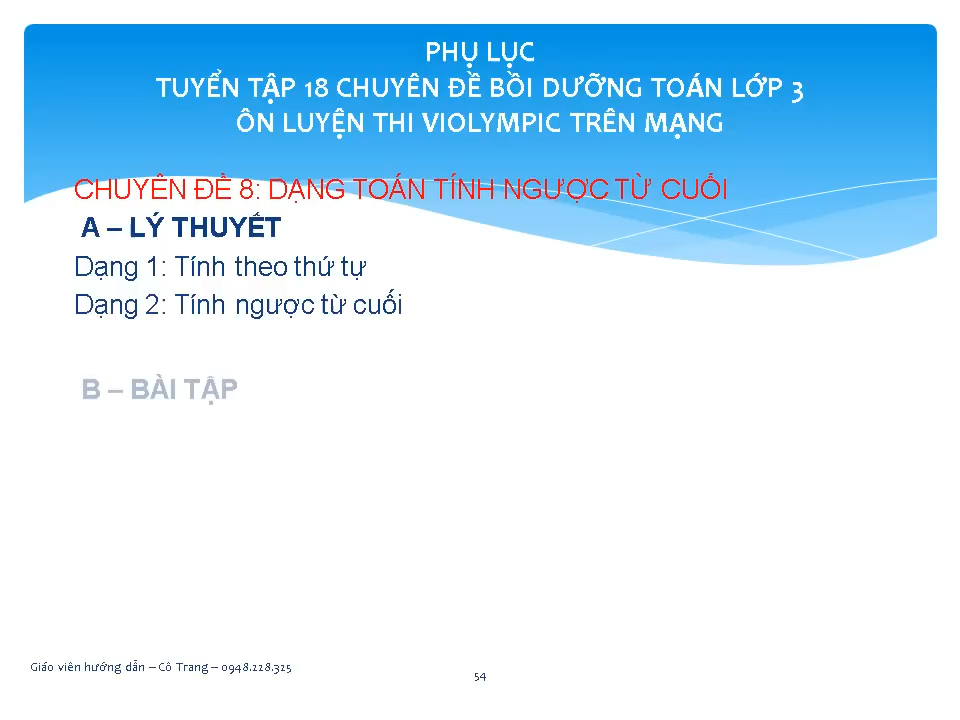 PHỤ LỤC
TUYỂN TẬP 18 CHUYÊN ĐỀ BỒI DƯỠNG TOÁN LỚP 3
ÔN LUYỆN THI VIOLYMPIC TRÊN MẠNG
CHUYÊN ĐỀ 8: DẠNG TOÁN TÍNH NGƯỢC TỪ CUỐI
A – LÝ THUYẾT
Dạng 1: Tính theo thứ tự
Dạng 2: Tính ngược từ cuối
B – BÀI TẬP
Giáo viên hướng dẫn – Cô Trang – 0948.228.325
54